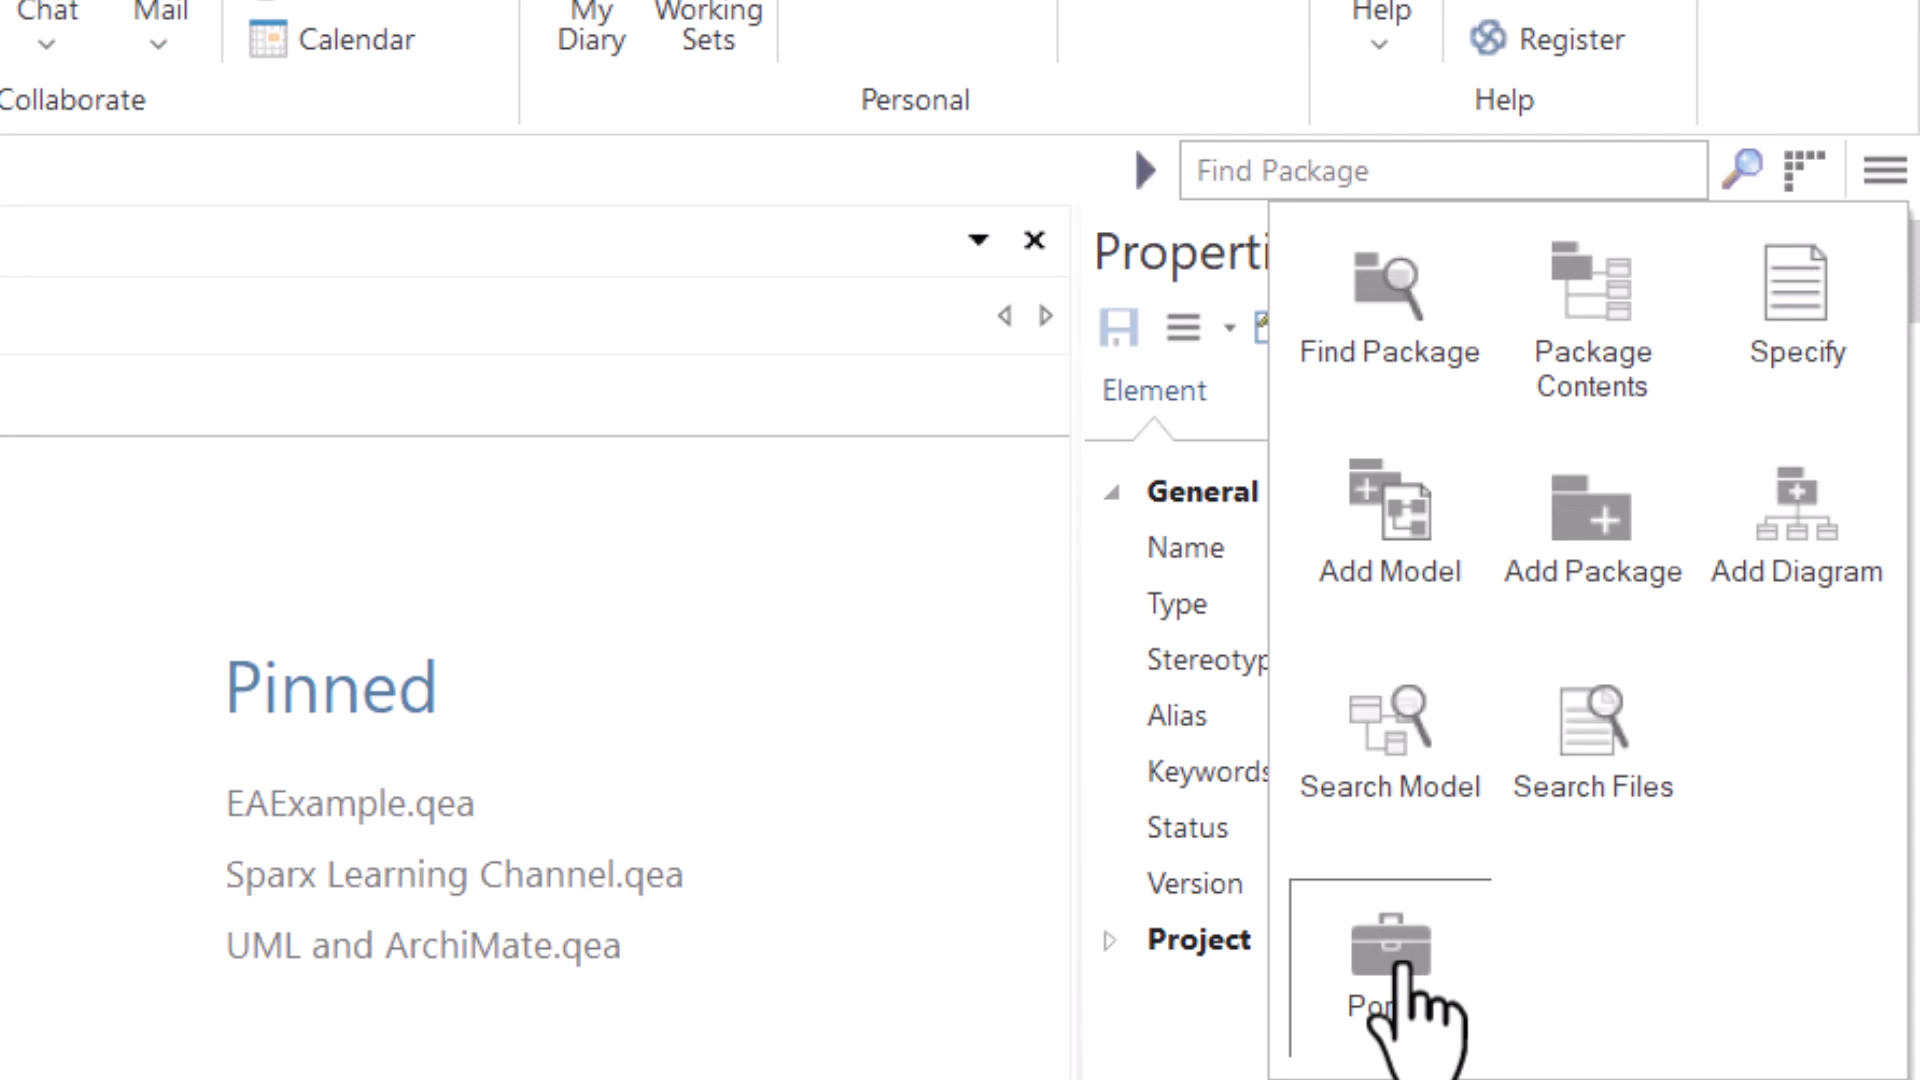 Chat
Mail
Calendar
My
Diary
Working
Sets
Help
Register
Collaborate
Personal
Help
Find Package
Properti
Element
General
Name
Type
Stereotyp
Alias
Keywords
Status
Version
Project
Find Package
Package
Contents
Specify
Add Model
Add Package
Add Diagram
Search Model
Search Files
Pinned
EAExample.qea
Sparx Learning Channel.qea
UML and ArchiMate.qea